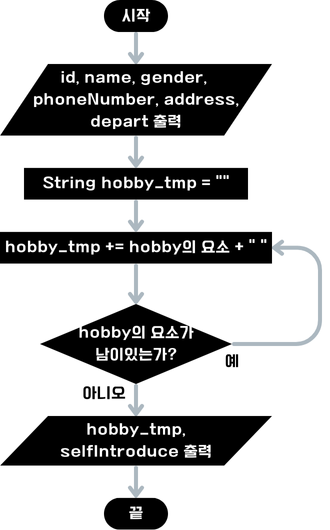 시작
id, name, gender,
phoneNumber, address,
depart 출력
String hobby_tmp = ""
hobby_tmp += hobby의 요소 + " "
hobby의 요소가
남이있는가?
예
아니오
hobby_tmp,
selfIntroduce 출력
끝